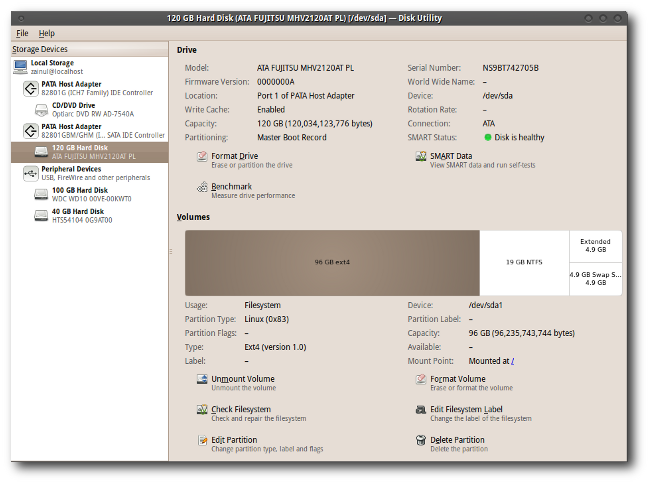 120 GB Hard Disk (ATA FUJITSU MHV2120AT PL) [/dev/sda] — Disk Utility
File Help
Storage Devices
Local Storage
zainul@localhost
PATA Host Adapter
82801G (ICH7 Family) IDE Controller
CD/DVD Drive
Optiarc DVD RW AD-7540A
PATA Host Adapter
82801GBM/GHM (I... SATA IDE Controller
120 GB Hard Disk
ATA FUJITSU MHV2120AT PL
Peripheral Devices
USB, FireWire and other peripherals
100 GB Hard Disk
WDC WD10 00VE-00KWT0
40 GB Hard Disk
HTS54104 0G9AT00
Drive
Model: ATA FUJITSU MHV2120AT PL
Serial Number: NS9BT742705B
Firmware Version: 0000000A
World Wide Name: –
Location: Port 1 of PATA Host Adapter
Device: /dev/sda
Write Cache: Enabled
Rotation Rate: –
Capacity: 120 GB (120,034,123,776 bytes)
Connection: ATA
Partitioning: Master Boot Record
SMART Status: Disk is healthy
Format Drive
Erase or partition the drive
SMART Data
View SMART data and run self-tests
Benchmark
Measure drive performance
Volumes
96 GB ext4
19 GB NTFS
Extended
4.9 GB
4.9 GB Swap S...
4.9 GB
Usage: Filesystem
Device: /dev/sda1
Partition Type: Linux (0x83)
Partition Label: –
Partition Flags: –
Capacity: 96 GB (96,235,743,744 bytes)
Type: Ext4 (version 1.0)
Available: –
Label: –
Mount Point: Mounted at /
Unmount Volume
Unmount the volume
Format Volume
Erase or format the volume
Check Filesystem
Check and repair the filesystem
Edit Filesystem Label
Change the label of the filesystem
Edit Partition
Change partition type, label and flags
Delete Partition
Delete the partition